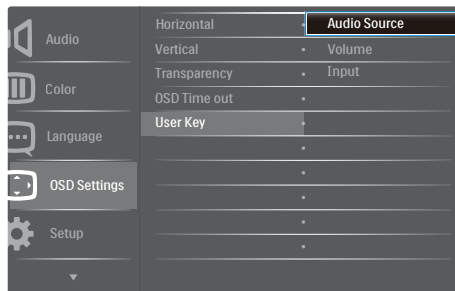 Audio
Color
Language
OSD Settings
Setup
Horizontal
Vertical
Transparency
OSD Time out
User Key
Audio Source
Volume
Input